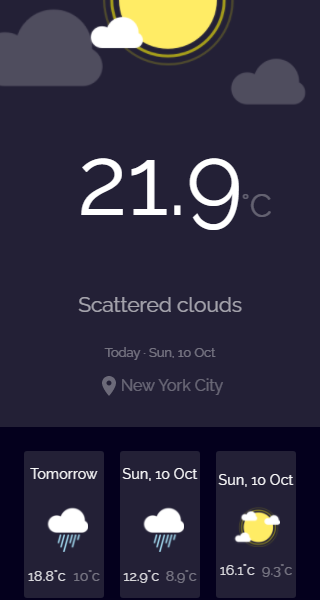 21.9°C
Scattered clouds
Today · Sun, 10 Oct
New York City
Tomorrow
18.8°c 10°c
Sun, 10 Oct
12.9°c 8.9°c
Sun, 10 Oct
16.1°c 9.3°c